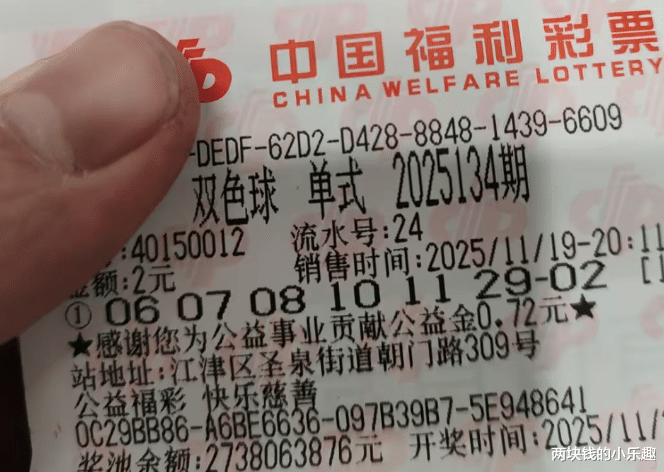 中国福利彩票
CHINA WELFARE LOTTERY
-DEDF-62D2-D428-8848-1439-6609
双色球 单式 2025134期
:40150012 流水号:24
金额:2元 销售时间:2025/11/19-20:11
① 06 07 08 10 11 29-02 [1
★感谢您为公益事业贡献公益金0.72元★
站地址:江津区圣泉街道朝门路309号
公益福彩 快乐慈善
0C29BB86-A6BE6636-097B39B7-5E948641
奖池余额:2738063876元 开奖时间:2025/11/
两块钱的小乐趣